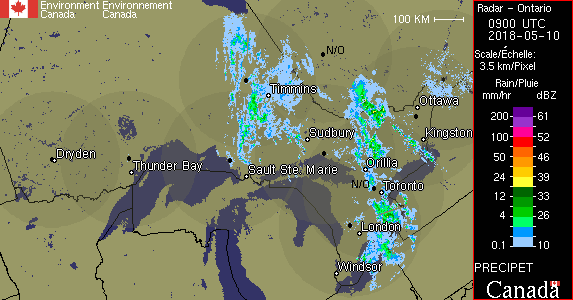 Environment Environnement
Canada Canada
100 KM
N/O
Timmins
Ottawa
Sudbury
Kingston
Dryden
Thunder Bay
Sault Ste. Marie
Orillia
N/O
Toronto
London
Windsor
Radar - Ontario
0900 UTC
2018-05-10
Scale/Échelle:
3.5 km/Pixel
Rain/Pluie
mm/hr dBZ
200 61
100 52
50 46
24 39
12 33
4 26
0.1 10
PRECIPET
Canada